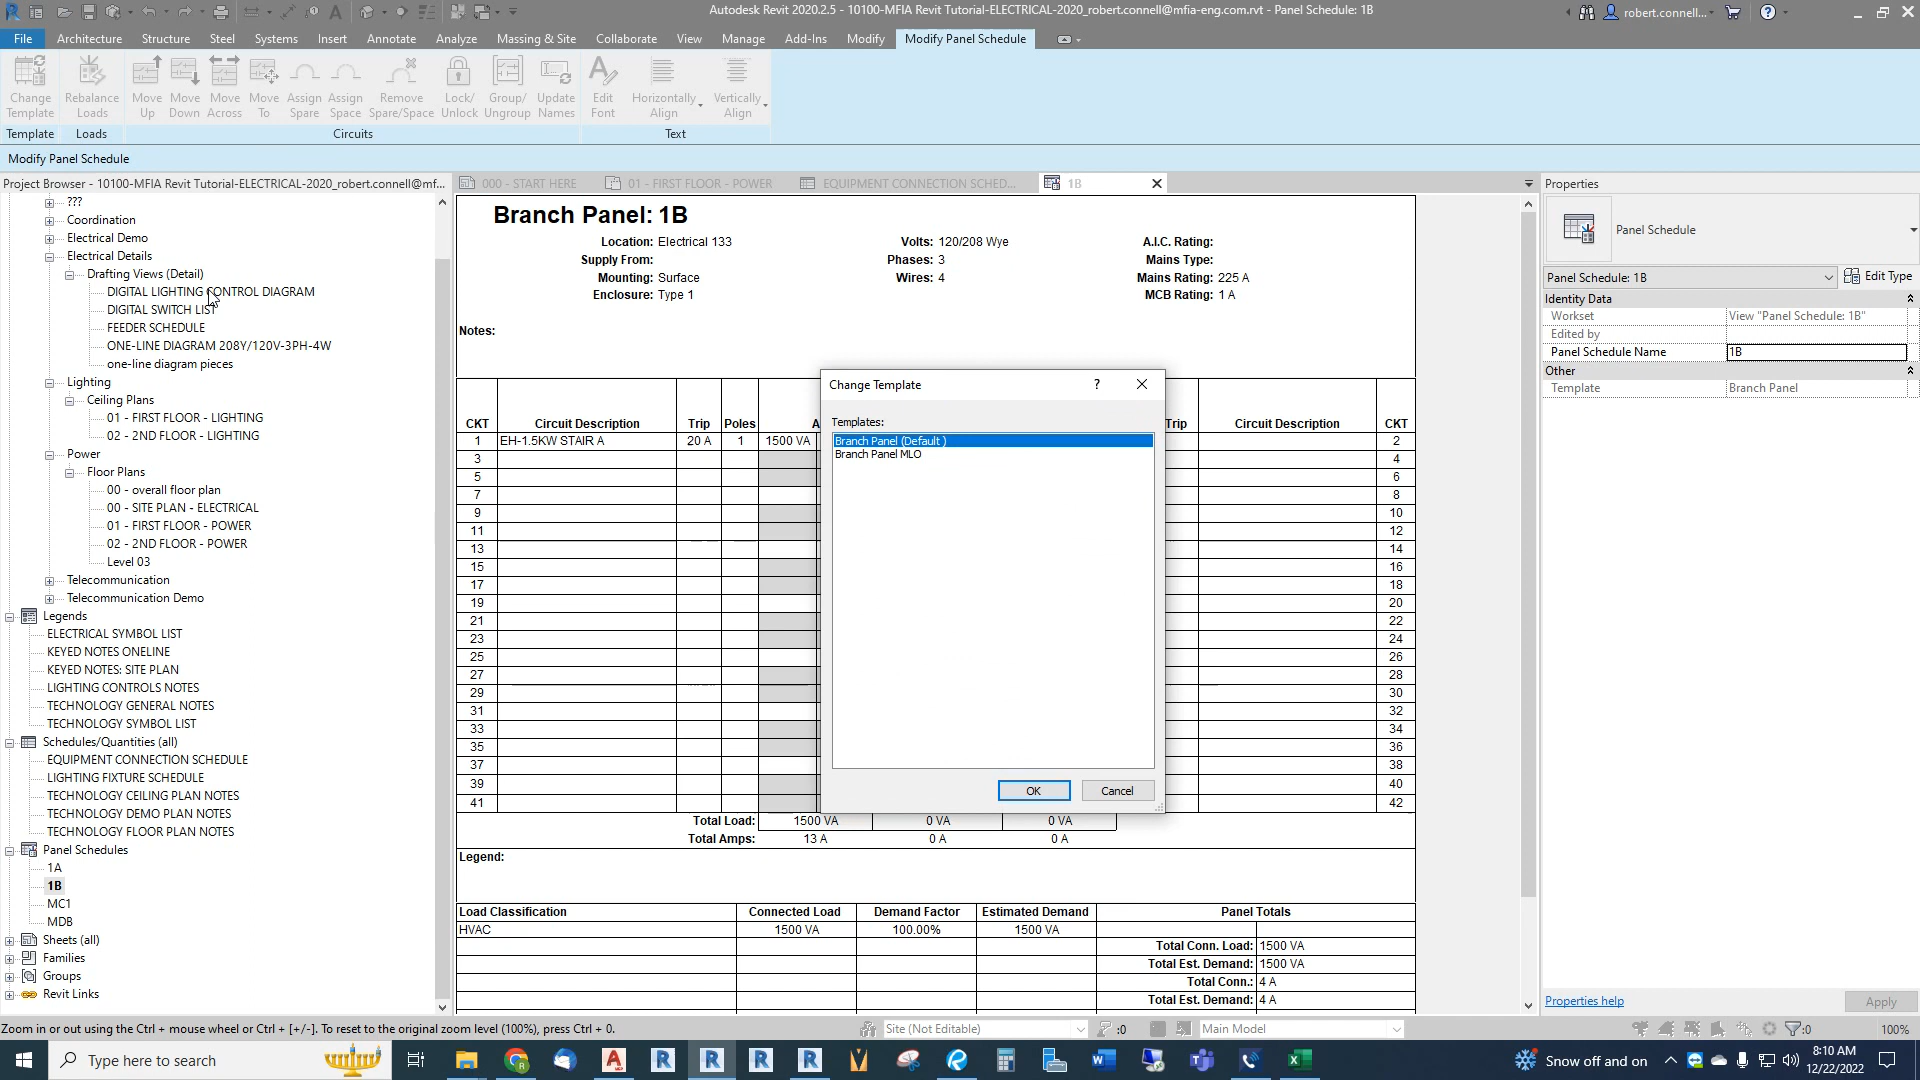 Autodesk Revit 2020.2.5 - 10100-MFIA Revit Tutorial-ELECTRICAL-2020_robert.connell@mfia-eng.com.rvt - Panel Schedule: 1B
robert.connell...
File Architecture Structure Steel Systems Insert Annotate Analyze Massing & Site Collaborate View Manage Add-Ins Modify Modify Panel Schedule
Change Template
Rebalance Loads
Move Up
Move Down
Move Across
Move To
Assign Spare
Assign Space
Remove Spare/Space
Lock/ Unlock
Group/ Ungroup
Update Names
Edit Font
Horizontally Align
Vertically Align
Template Loads Circuits Text
Modify Panel Schedule
Project Browser - 10100-MFIA Revit Tutorial-ELECTRICAL-2020_robert.connell@mf...
???
Coordination
Electrical Demo
Electrical Details
Drafting Views (Detail)
DIGITAL LIGHTING CONTROL DIAGRAM
DIGITAL SWITCH LIST
FEEDER SCHEDULE
ONE-LINE DIAGRAM 208Y/120V-3PH-4W
one-line diagram pieces
Lighting
Ceiling Plans
01 - FIRST FLOOR - LIGHTING
02 - 2ND FLOOR - LIGHTING
Power
Floor Plans
00 - overall floor plan
00 - SITE PLAN - ELECTRICAL
01 - FIRST FLOOR - POWER
02 - 2ND FLOOR - POWER
Level 03
Telecommunication
Telecommunication Demo
Legends
ELECTRICAL SYMBOL LIST
KEYED NOTES ONELINE
KEYED NOTES: SITE PLAN
LIGHTING CONTROLS NOTES
TECHNOLOGY GENERAL NOTES
TECHNOLOGY SYMBOL LIST
Schedules/Quantities (all)
EQUIPMENT CONNECTION SCHEDULE
LIGHTING FIXTURE SCHEDULE
TECHNOLOGY CEILING PLAN NOTES
TECHNOLOGY DEMO PLAN NOTES
TECHNOLOGY FLOOR PLAN NOTES
Panel Schedules
1A
1B
MC1
MDB
Sheets (all)
Families
Groups
Revit Links
000 - START HERE
01 - FIRST FLOOR - POWER
EQUIPMENT CONNECTION SCHED...
1B
Branch Panel: 1B
Location: Electrical 133 Volts: 120/208 Wye A.I.C. Rating:
Supply From: Phases: 3 Mains Type:
Mounting: Surface Wires: 4 Mains Rating: 225 A
Enclosure: Type 1 MCB Rating: 1 A
Notes:
CKT Circuit Description Trip Poles A Trip Circuit Description CKT
1 EH-1.5KW STAIR A 20 A 1 1500 VA 2
3 4
5 6
7 8
9 10
11 12
13 14
15 16
17 18
19 20
21 22
23 24
25 26
27 28
29 30
31 32
33 34
35 36
37 38
39 40
41 42
Total Load: 1500 VA 0 VA 0 VA
Total Amps: 13 A 0 A 0 A
Legend:
Load Classification Connected Load Demand Factor Estimated Demand Panel Totals
HVAC 1500 VA 100.00% 1500 VA
Total Conn. Load: 1500 VA
Total Est. Demand: 1500 VA
Total Conn.: 4 A
Total Est. Demand: 4 A
Change Template ?
Templates:
Branch Panel (Default )
Branch Panel MLO
OK Cancel
Properties
Panel Schedule
Panel Schedule: 1B Edit Type
Identity Data
Workset View "Panel Schedule: 1B"
Edited by
Panel Schedule Name 1B
Other
Template Branch Panel
Properties help Apply
Zoom in or out using the Ctrl + mouse wheel or Ctrl + [+/-]. To reset to the original zoom level (100%), press Ctrl + 0.
Site (Not Editable) :0 Main Model :0 100%
Type here to search
Snow off and on
8:10 AM
12/22/2022